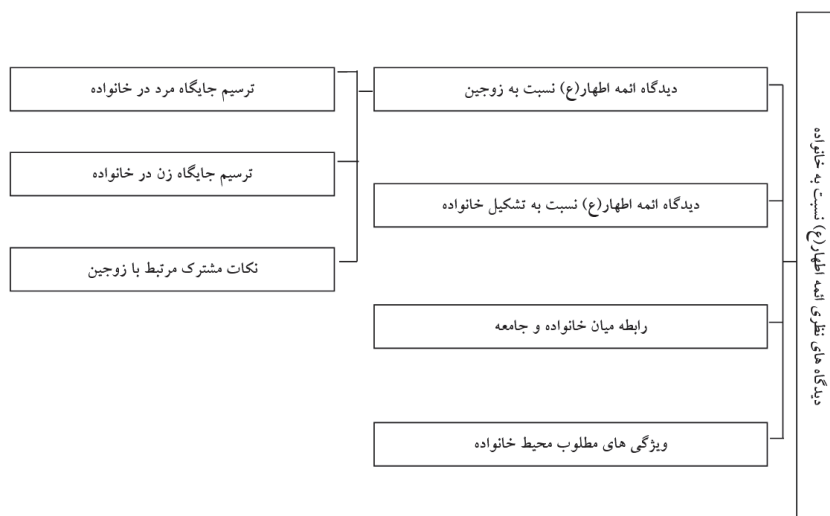 دیدگاه های نظری ائمه اطهار(ع) نسبت به خانواده
دیدگاه ائمه اطهار(ع) نسبت به زوجین
ترسیم جایگاه مرد در خانواده
ترسیم جایگاه زن در خانواده
نکات مشترک مرتبط با زوجین
دیدگاه ائمه اطهار(ع) نسبت به تشکیل خانواده
رابطه میان خانواده و جامعه
ویژگی های مطلوب محیط خانواده